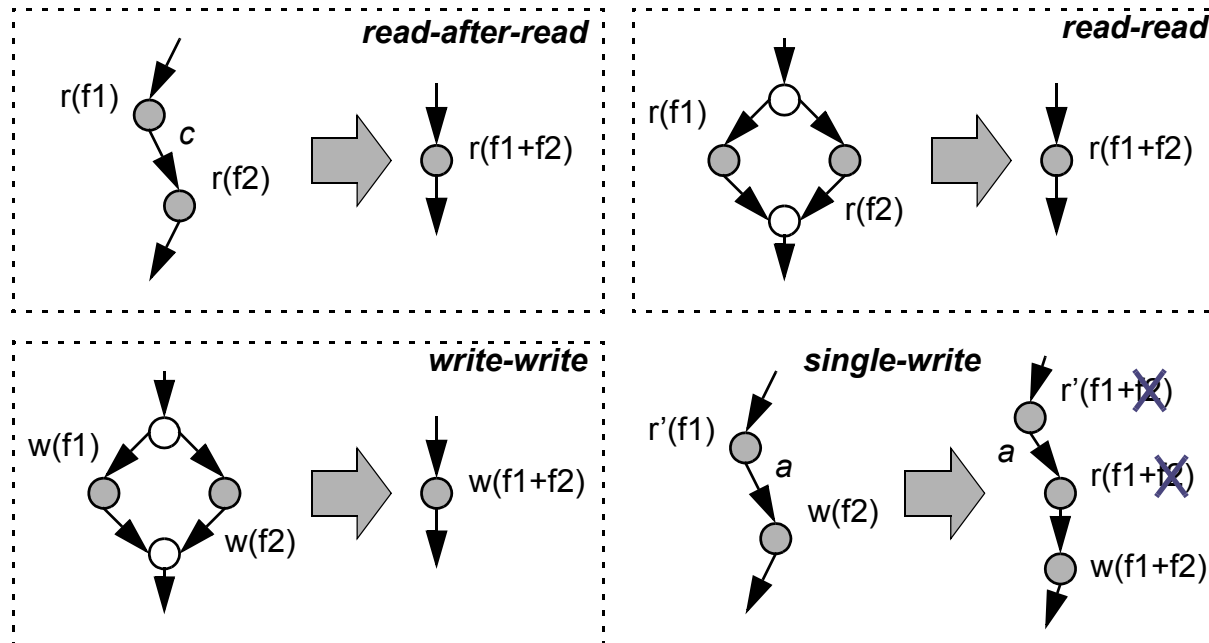 read-after-read
r(f1)
c
r(f2)
r(f1+f2)
read-read
r(f1)
r(f2)
r(f1+f2)
write-write
w(f1)
w(f2)
w(f1+f2)
single-write
r’(f1)
a
w(f2)
r’(f1+f2)
a
r(f1+f2)
w(f1+f2)